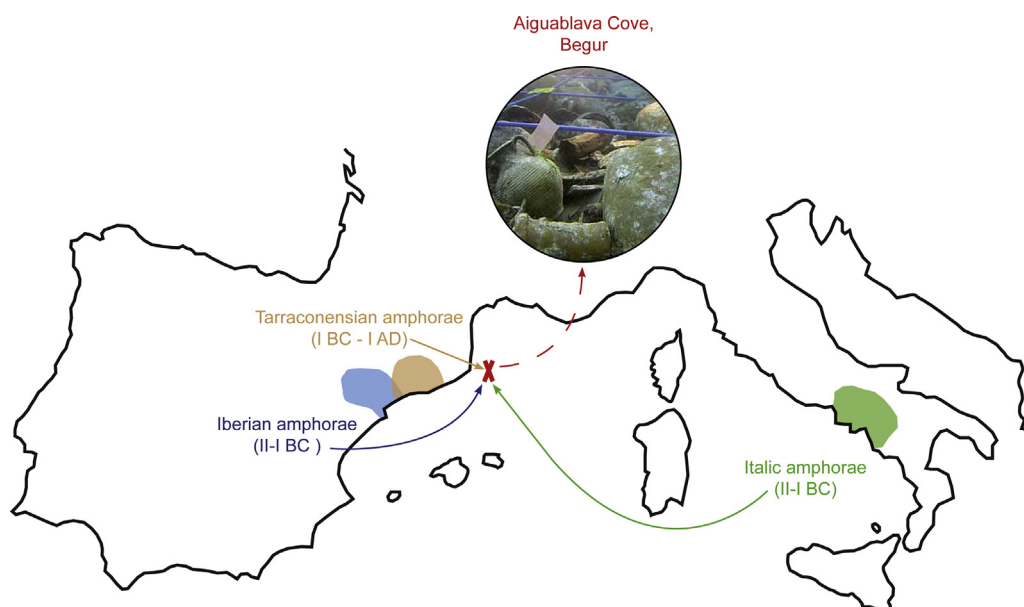 Aiguablava Cove,
Begur
Tarraconensian amphorae
(I BC - I AD)
Iberian amphorae
(II-I BC )
Italic amphorae
(II-I BC)